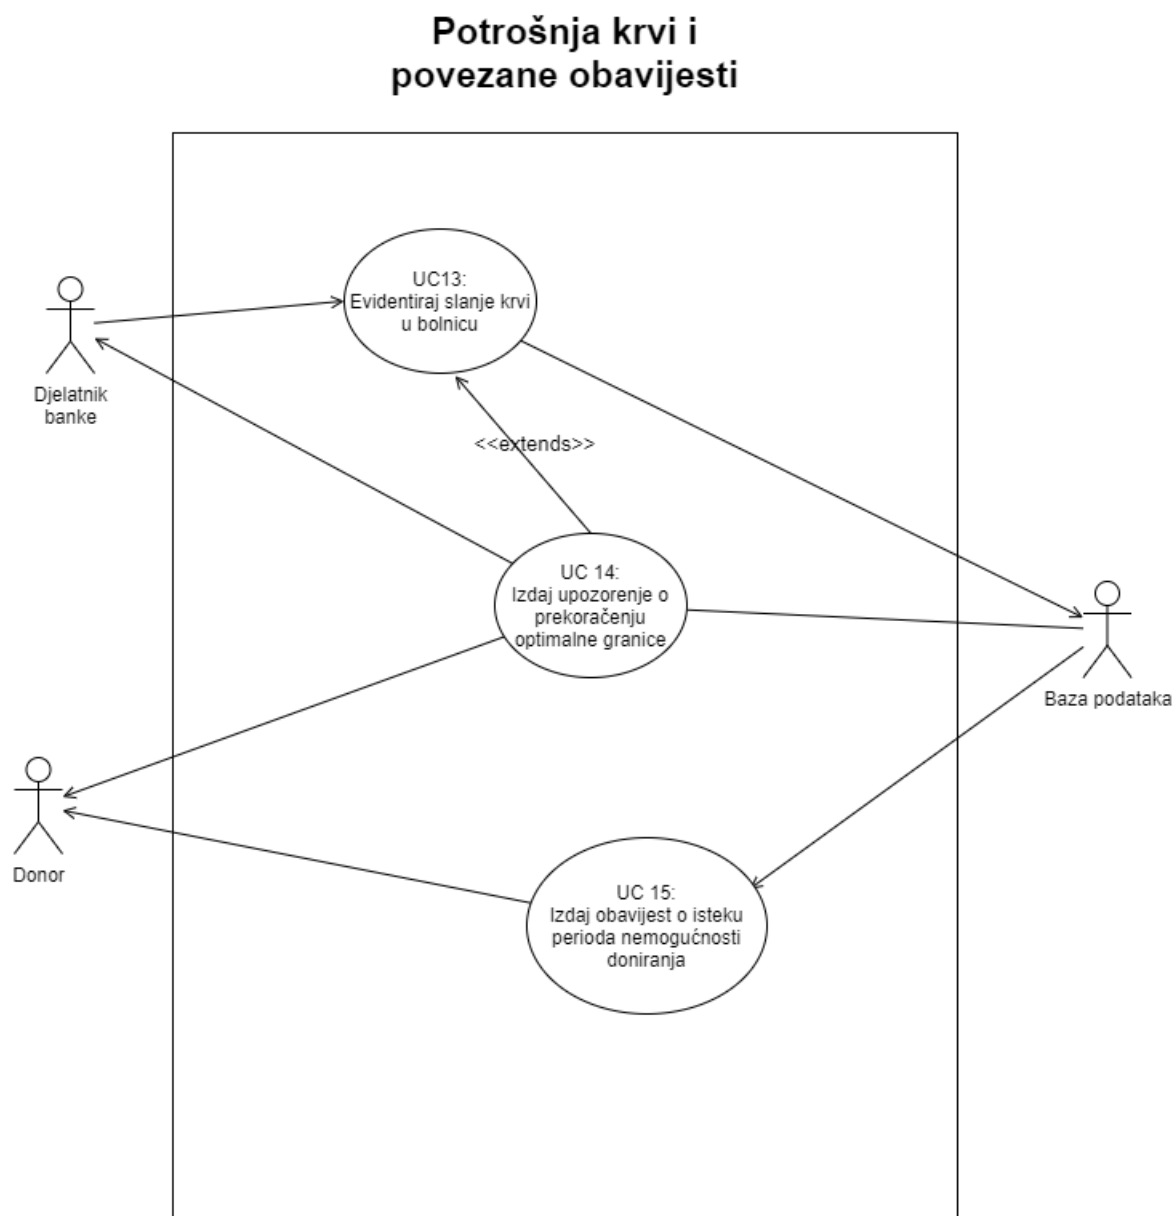 Potrošnja krvi i
povezane obavijesti
UC13:
Evidentiraj slanje krvi
u bolnicu
Djelatnik
banke
<<extends>>
UC 14:
Izdaj upozorenje o
prekoračenju
optimalne granice
Baza podataka
Donor
UC 15:
Izdaj obavijest o isteku
perioda nemogućnosti
doniranja